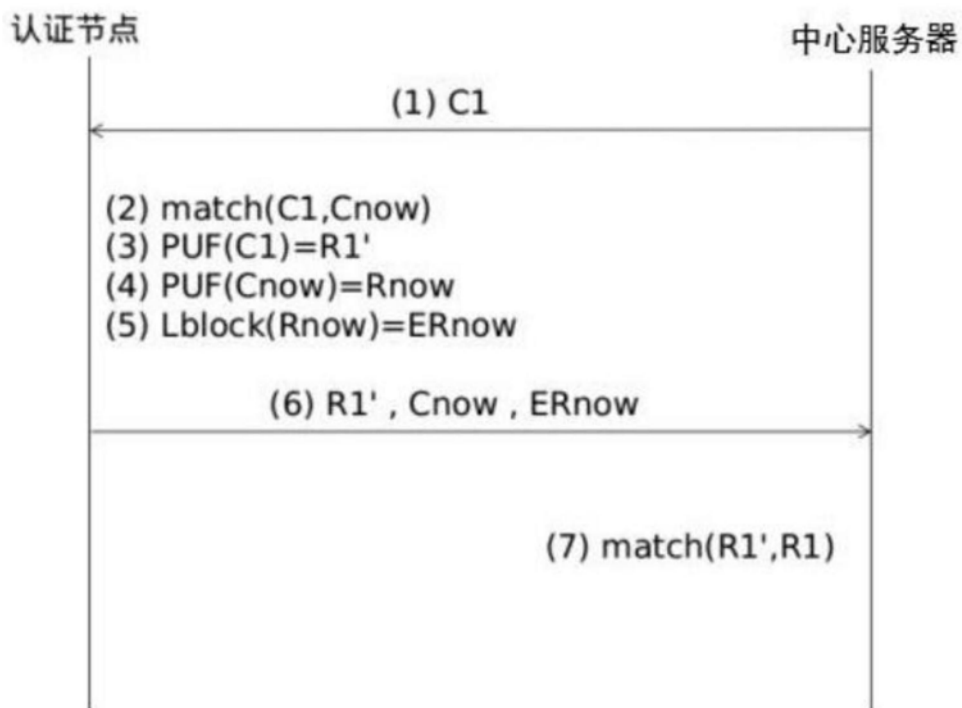 认证节点
中心服务器
(1) C1
(2) match(C1,Cnow)
(3) PUF(C1)=R1'
(4) PUF(Cnow)=Rnow
(5) Lblock(Rnow)=ERnow
(6) R1' , Cnow , ERnow
(7) match(R1',R1)